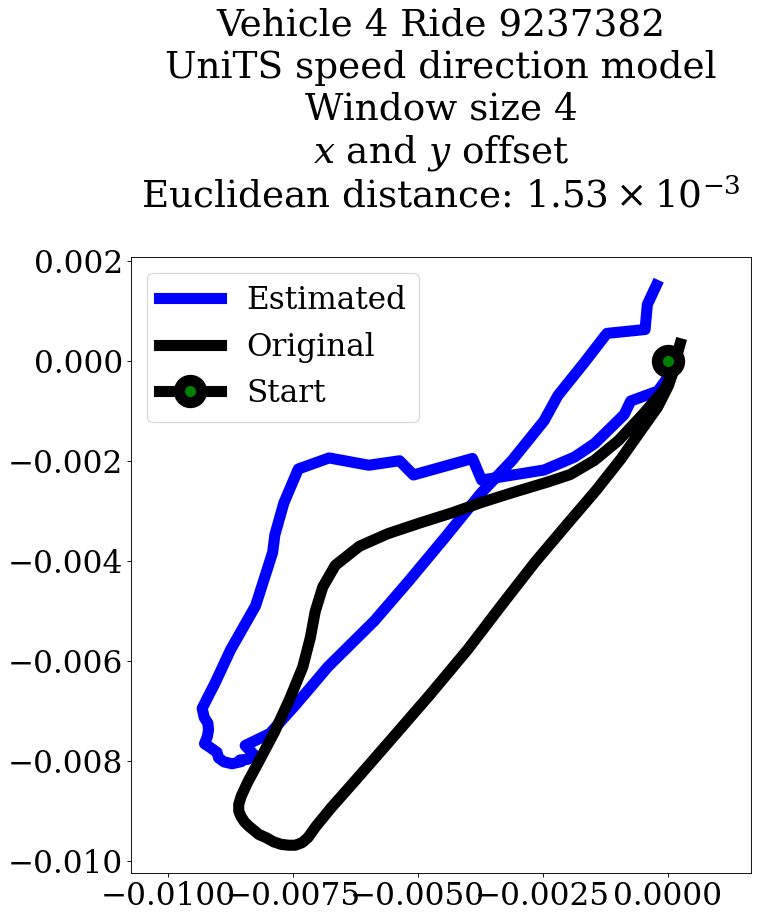 Vehicle 4 Ride 9237382
UniTS speed direction model
Window size 4
x and y offset
Euclidean distance: 1.53 × 10⁻³
0.002
0.000
−0.002
−0.004
−0.006
−0.008
−0.010
Estimated
Original
Start
−0.0100 −0.0075 −0.0050 −0.0025 0.0000